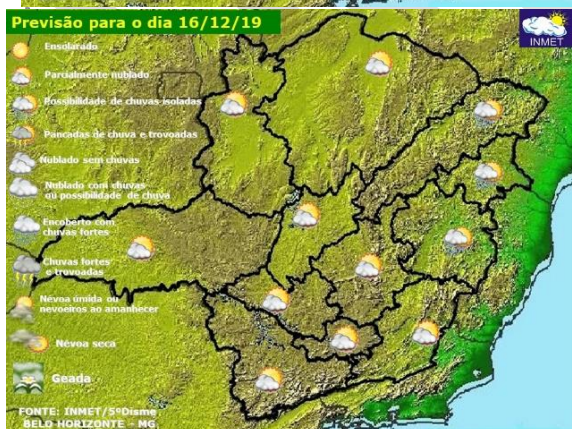 Previsão para o dia 16/12/19
INMET
Ensolarado
Parcialmente nublado
Possibilidade de chuvas isoladas
Pancadas de chuva e trovoadas
Nublado sem chuvas
Nublado com chuvas
ou possibilidade de chuva
Encoberto com
chuvas fortes
Chuvas fortes
e trovoadas
Névoa úmida ou
nevoeiros ao amanhecer
Névoa seca
Geada
FONTE: INMET/5ºDisme
BELO HORIZONTE - MG